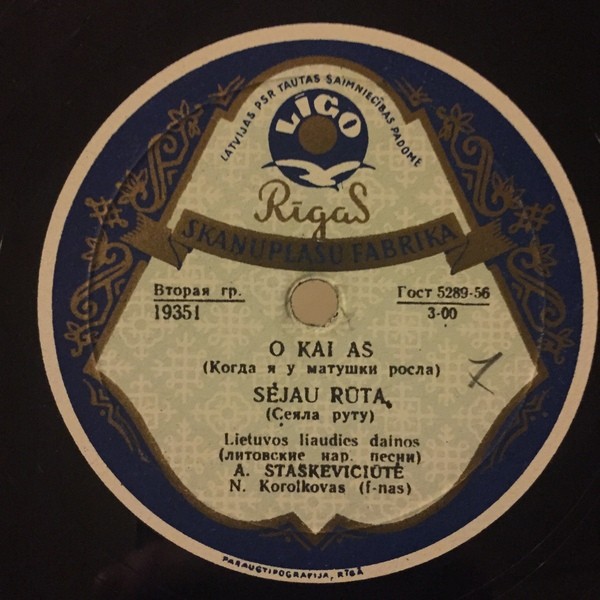 LATVIJAS PSR TAUTAS SAIMNIECĪBAS PADOME
LĪGO
Rīgas
SKAŅUPLAŠU FABRIKA
Вторая гр.
19351
Гост 5289-56
3-00
O KAI AS
(Когда я у матушки росла)
1
SĖJAU RŪTĄ
(Сеяла руту)
Lietuvos liaudies dainos
(литовские нар. песни)
A. STAŠKEVIČIŪTĖ
N. Korolkovas (f-nas)
PARAUGTIPOGRAFIJA, RĪGĀ